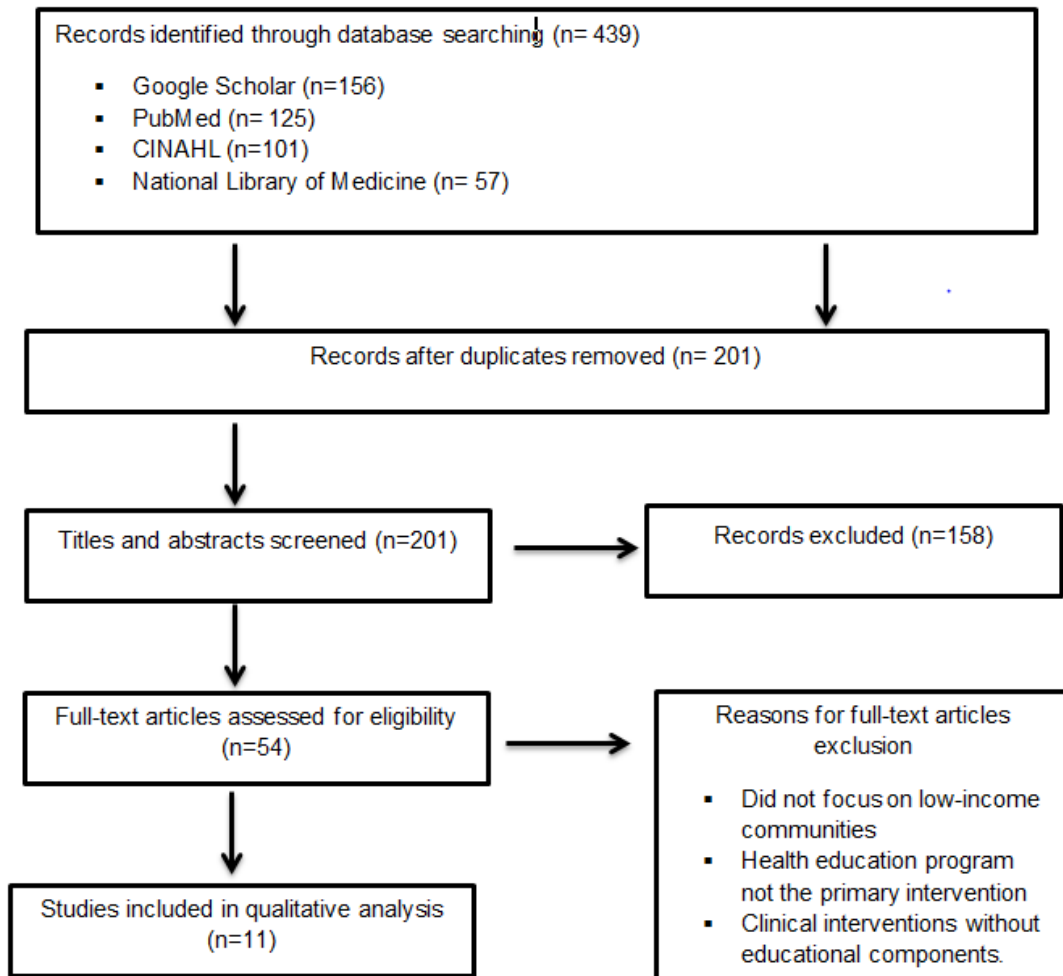 Records identified through database searching (n= 439)
▪ Google Scholar (n=156)
▪ PubMed (n= 125)
▪ CINAHL (n=101)
▪ National Library of Medicine (n= 57)
Records after duplicates removed (n= 201)
Titles and abstracts screened (n=201)
Records excluded (n=158)
Full-text articles assessed for eligibility
(n=54)
Reasons for full-text articles
exclusion
▪ Did not focus on low-income
communities
▪ Health education program
not the primary intervention
▪ Clinical interventions without
educational components.
Studies included in qualitative analysis
(n=11)